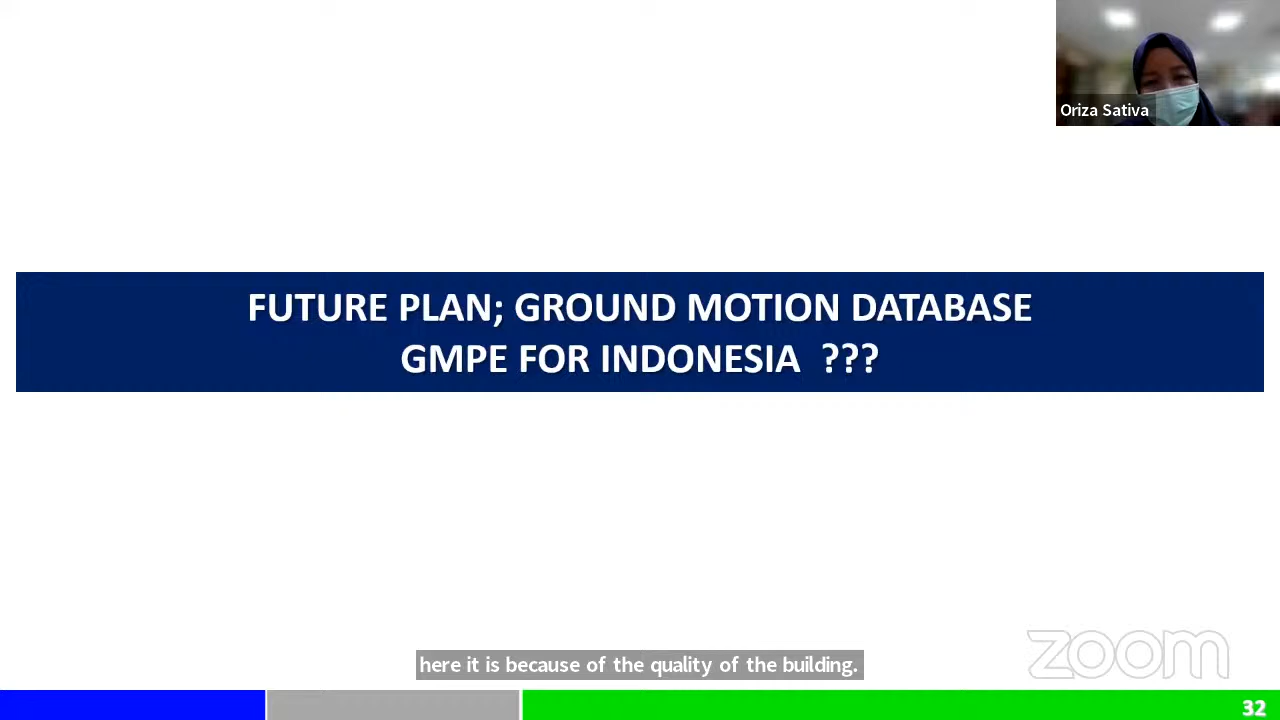 Oriza Sativa
FUTURE PLAN; GROUND MOTION DATABASE
GMPE FOR INDONESIA ???
here it is because of the quality of the building.
zoom
32